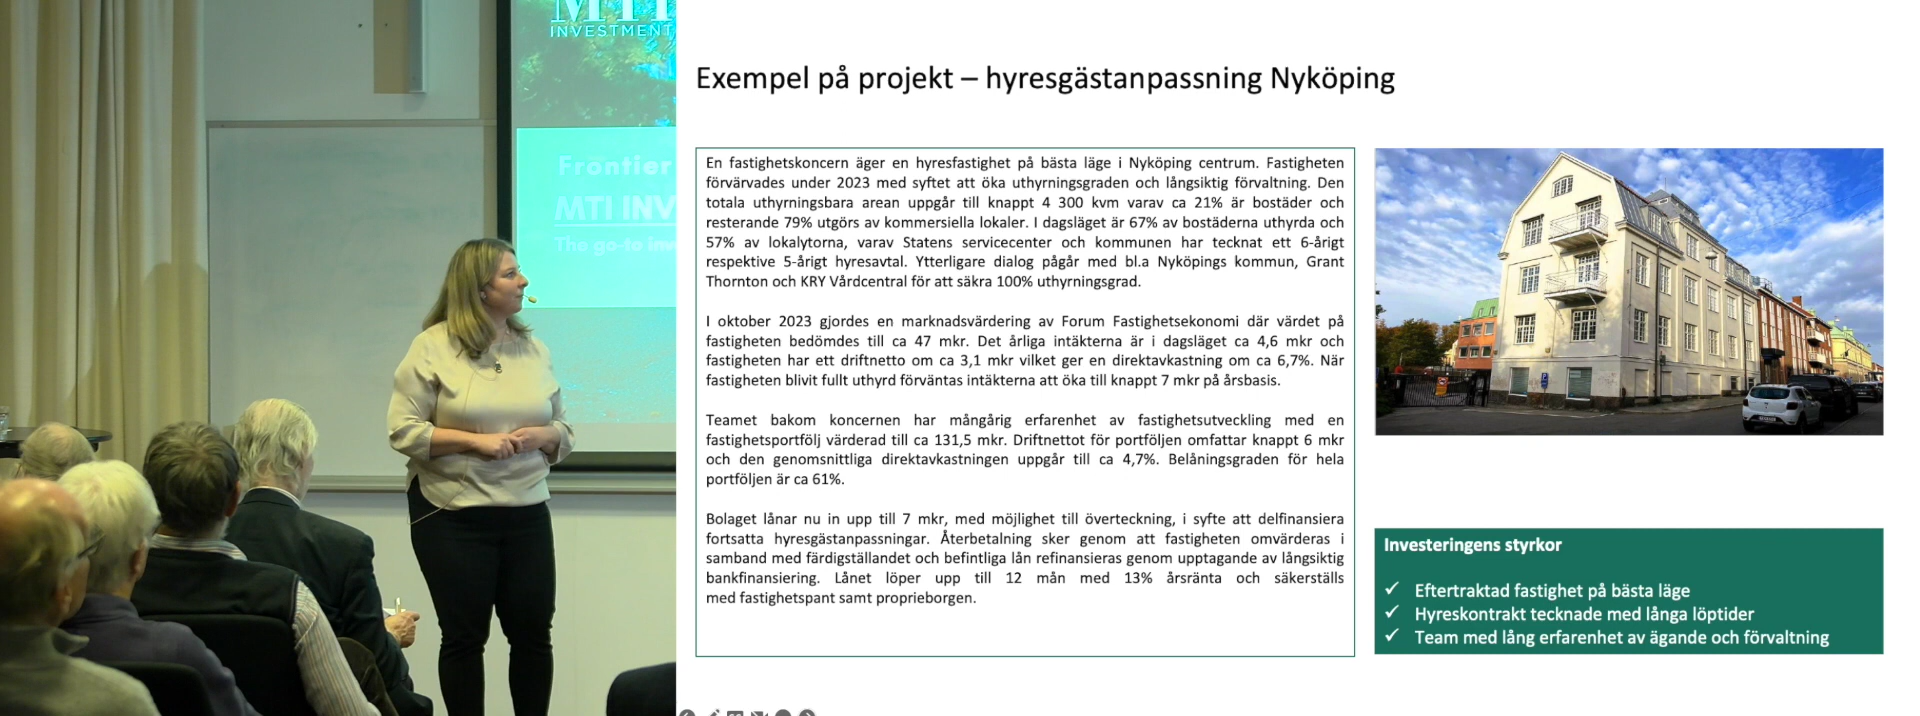 MTI
INVESTMENT
Frontier
MTI INV
The go-to inv
Exempel på projekt – hyresgästanpassning Nyköping
En fastighetskoncern äger en hyresfastighet på bästa läge i Nyköping centrum. Fastigheten
förvärvades under 2023 med syftet att öka uthyrningsgraden och långsiktig förvaltning. Den
totala uthyrningsbara arean uppgår till knappt 4 300 kvm varav ca 21% är bostäder och
resterande 79% utgörs av kommersiella lokaler. I dagsläget är 67% av bostäderna uthyrda och
57% av lokalytorna, varav Statens servicecenter och kommunen har tecknat ett 6-årigt
respektive 5-årigt hyresavtal. Ytterligare dialog pågår med bl.a Nyköpings kommun, Grant
Thornton och KRY Vårdcentral för att säkra 100% uthyrningsgrad.
I oktober 2023 gjordes en marknadsvärdering av Forum Fastighetsekonomi där värdet på
fastigheten bedömdes till ca 47 mkr. Det årliga intäkterna är i dagsläget ca 4,6 mkr och
fastigheten har ett driftnetto om ca 3,1 mkr vilket ger en direktavkastning om ca 6,7%. När
fastigheten blivit fullt uthyrd förväntas intäkterna att öka till knappt 7 mkr på årsbasis.
Teamet bakom koncernen har mångårig erfarenhet av fastighetsutveckling med en
fastighetsportfölj värderad till ca 131,5 mkr. Driftnettot för portföljen omfattar knappt 6 mkr
och den genomsnittliga direktavkastningen uppgår till ca 4,7%. Belåningsgraden för hela
portföljen är ca 61%.
Bolaget lånar nu in upp till 7 mkr, med möjlighet till överteckning, i syfte att delfinansiera
fortsatta hyresgästanpassningar. Återbetalning sker genom att fastigheten omvärderas i
samband med färdigställandet och befintliga lån refinansieras genom upptagande av långsiktig
bankfinansiering. Lånet löper upp till 12 mån med 13% årsränta och säkerställs
med fastighetspant samt proprieborgen.
Investeringens styrkor
✓ Eftertraktad fastighet på bästa läge
✓ Hyreskontrakt tecknade med långa löptider
✓ Team med lång erfarenhet av ägande och förvaltning